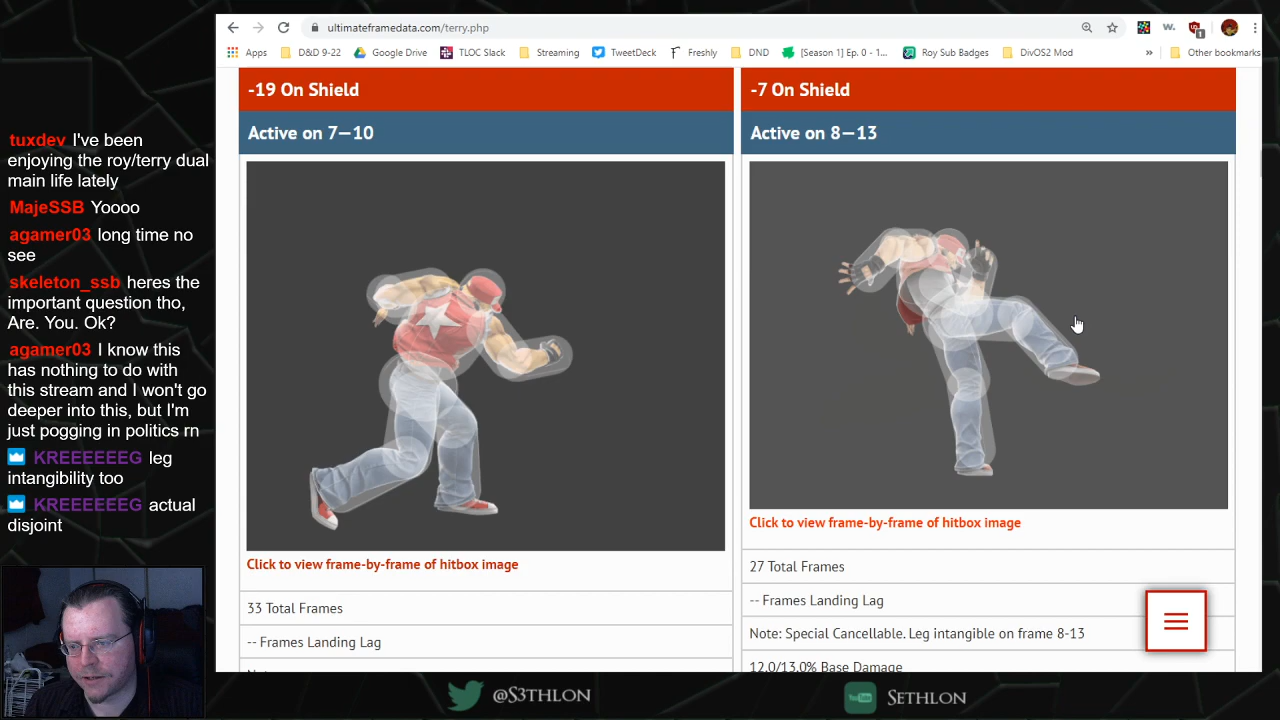 ultimateframedata.com/terry.php
Apps
D&D 9-22
Google Drive
TLOC Slack
Streaming
TweetDeck
Freshly
DND
[Season 1] Ep. 0 - 1...
Roy Sub Badges
DivOS2 Mod
»
Other bookmarks
tuxdev I've been
enjoying the roy/terry dual
main life lately
MajeSSB Yoooo
agamer03 long time no
see
skeleton_ssb heres the
important question tho,
Are. You. Ok?
agamer03 I know this
has nothing to do with
this stream and I won't go
deeper into this, but I'm
just pogging in politics rn
KREEEEEEG leg
intangibility too
KREEEEEEG actual
disjoint
-19 On Shield
Active on 7—10
Click to view frame-by-frame of hitbox image
33 Total Frames
-- Frames Landing Lag
-7 On Shield
Active on 8—13
Click to view frame-by-frame of hitbox image
27 Total Frames
-- Frames Landing Lag
Note: Special Cancellable. Leg intangible on frame 8-13
12.0/13.0% Base Damage
@S3THLON
Sethlon